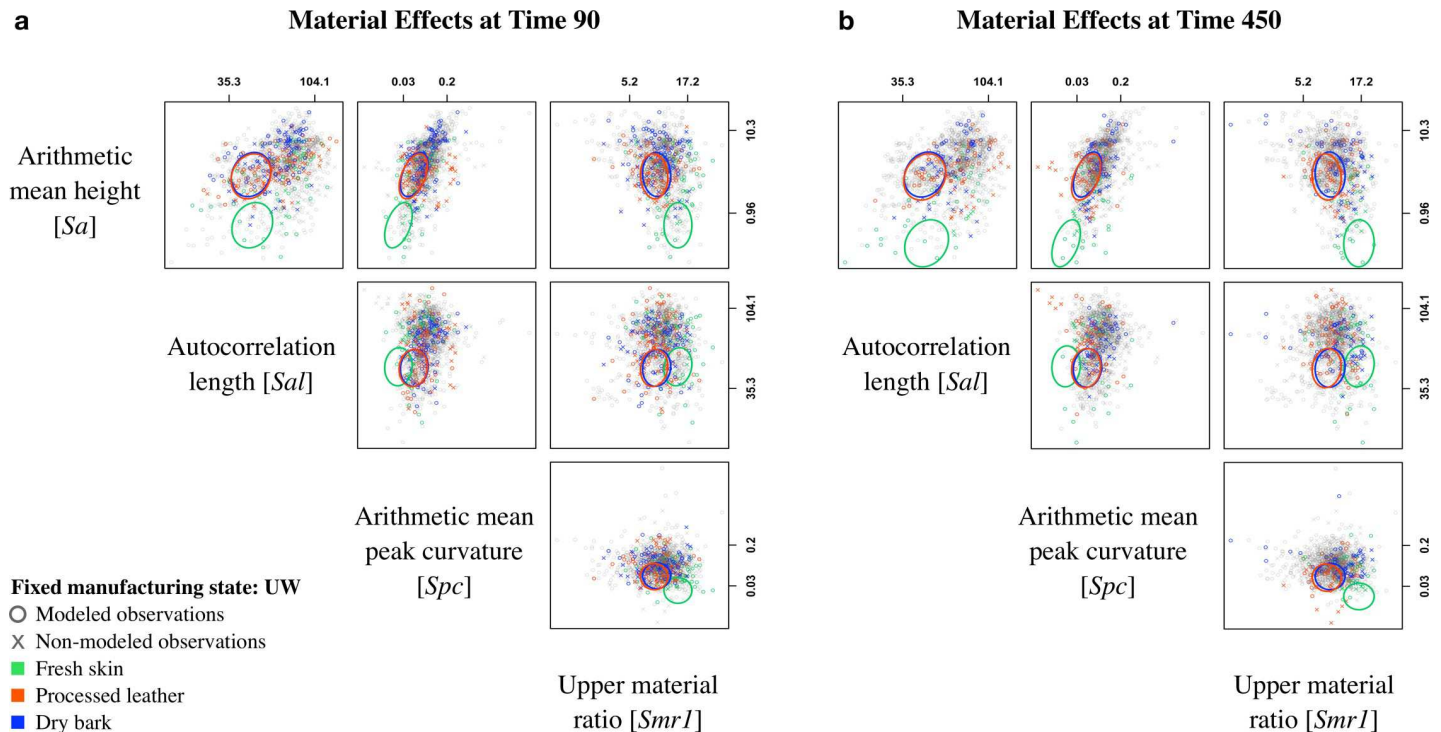 a
Material Effects at Time 90
35.3 104.1
0.03 0.2
5.2 17.2
Arithmetic
mean height
[Sa]
10.3
0.96
Autocorrelation
length [Sal]
104.1
35.3
Arithmetic mean
peak curvature
[Spc]
0.2
0.03
Upper material
ratio [Smr1]
Fixed manufacturing state: UW
Modeled observations
x Non-modeled observations
Fresh skin
Processed leather
Dry bark
b
Material Effects at Time 450
35.3 104.1
0.03 0.2
5.2 17.2
Arithmetic
mean height
[Sa]
10.3
0.96
Autocorrelation
length [Sal]
104.1
35.3
Arithmetic mean
peak curvature
[Spc]
0.2
0.03
Upper material
ratio [Smr1]